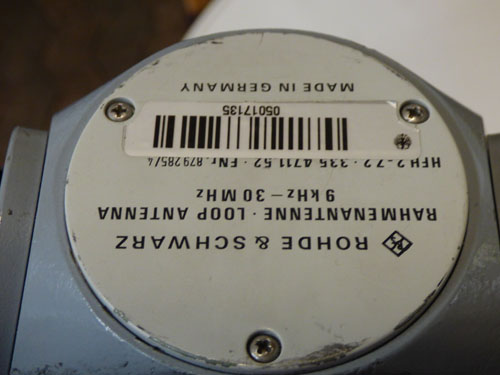 ROHDE & SCHWARZ
RAHMENANTENNE · LOOP ANTENNA
9 kHz – 30 MHz
HFH 2-Z2 · 335.4711.52 · FNr. 879285/4
05017135
MADE IN GERMANY